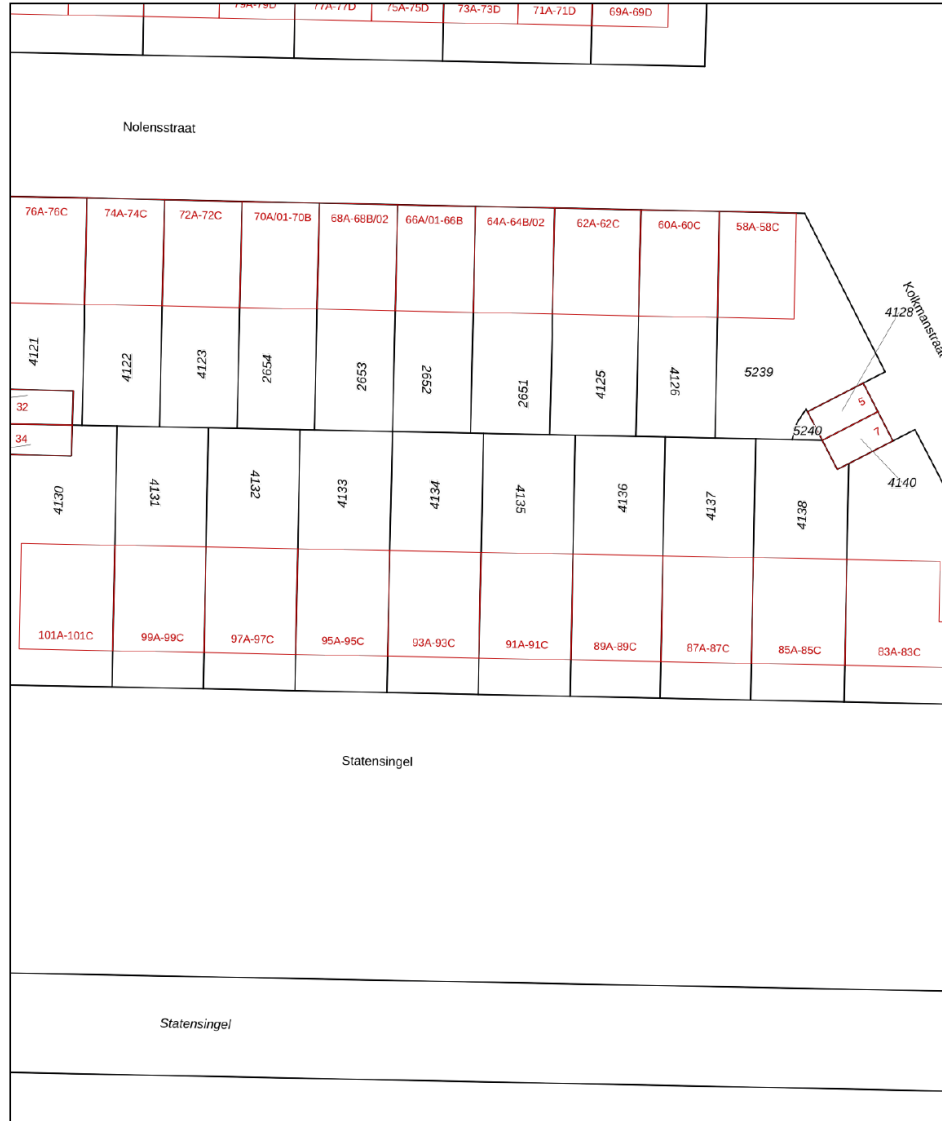 79A-79D 77A-77D 75A-75D 73A-73D 71A-71D 69A-69D
Nolensstraat
76A-76C 74A-74C 72A-72C 70A/01-70B 68A-68B/02 66A/01-66B 64A-64B/02 62A-62C 60A-60C 58A-58C
Kolkmanstraat
4128
4121 4122 4123 2654 2653 2652 2651 4125 4126 5239
32
5
34
7
5240
4140
4130 4131 4132 4133 4134 4135 4136 4137 4138
101A-101C 99A-99C 97A-97C 95A-95C 93A-93C 91A-91C 89A-89C 87A-87C 85A-85C 83A-83C
Statensingel
Statensingel